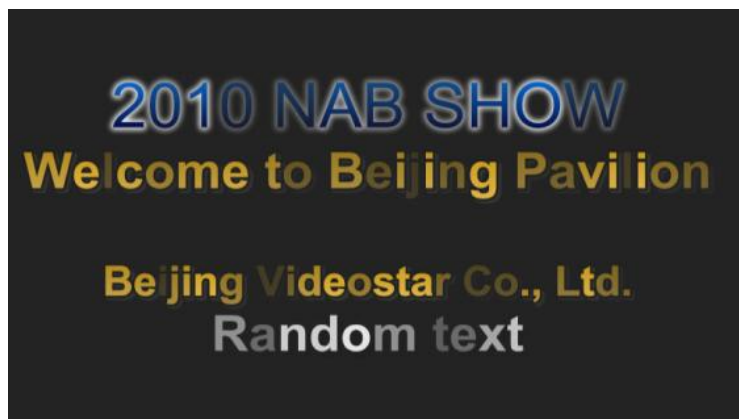 2010 NAB SHOW
Welcome to Beijing Pavilion
Beijing Videostar Co., Ltd.
Random text